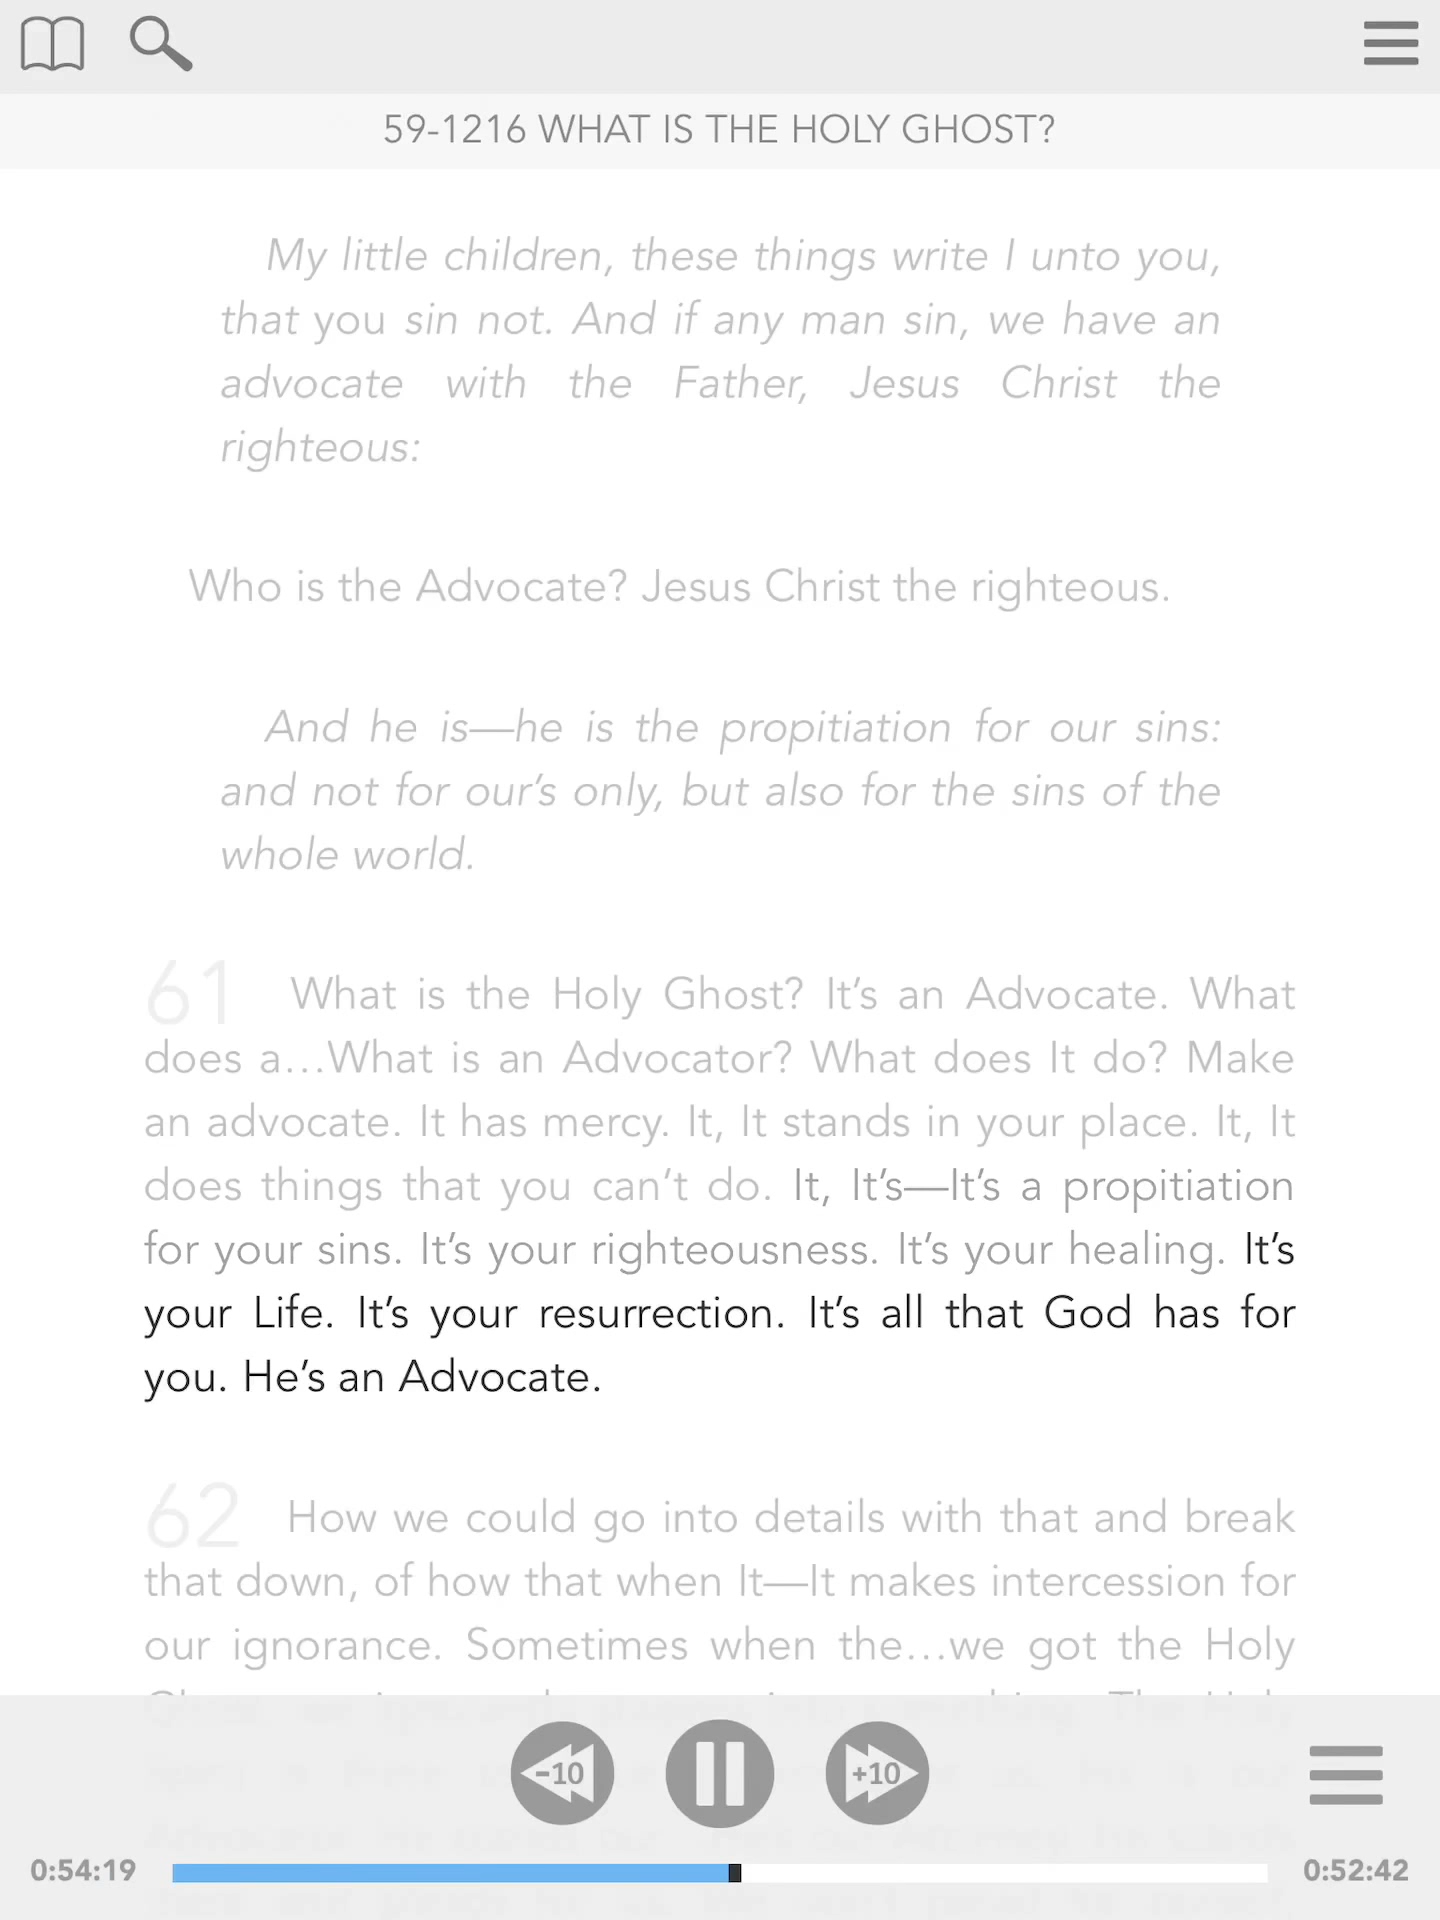 59-1216 WHAT IS THE HOLY GHOST?
My little children, these things write I unto you,
that you sin not. And if any man sin, we have an
advocate with the Father, Jesus Christ the
righteous:
Who is the Advocate? Jesus Christ the righteous.
And he is—he is the propitiation for our sins:
and not for our’s only, but also for the sins of the
whole world.
61 What is the Holy Ghost? It’s an Advocate. What
does a…What is an Advocator? What does It do? Make
an advocate. It has mercy. It, It stands in your place. It, It
does things that you can’t do. It, It’s—It’s a propitiation
for your sins. It’s your righteousness. It’s your healing. It’s
your Life. It’s your resurrection. It’s all that God has for
you. He’s an Advocate.
62 How we could go into details with that and break
that down, of how that when It—It makes intercession for
our ignorance. Sometimes when the…we got the Holy
-10 +10
0:54:19 0:52:42